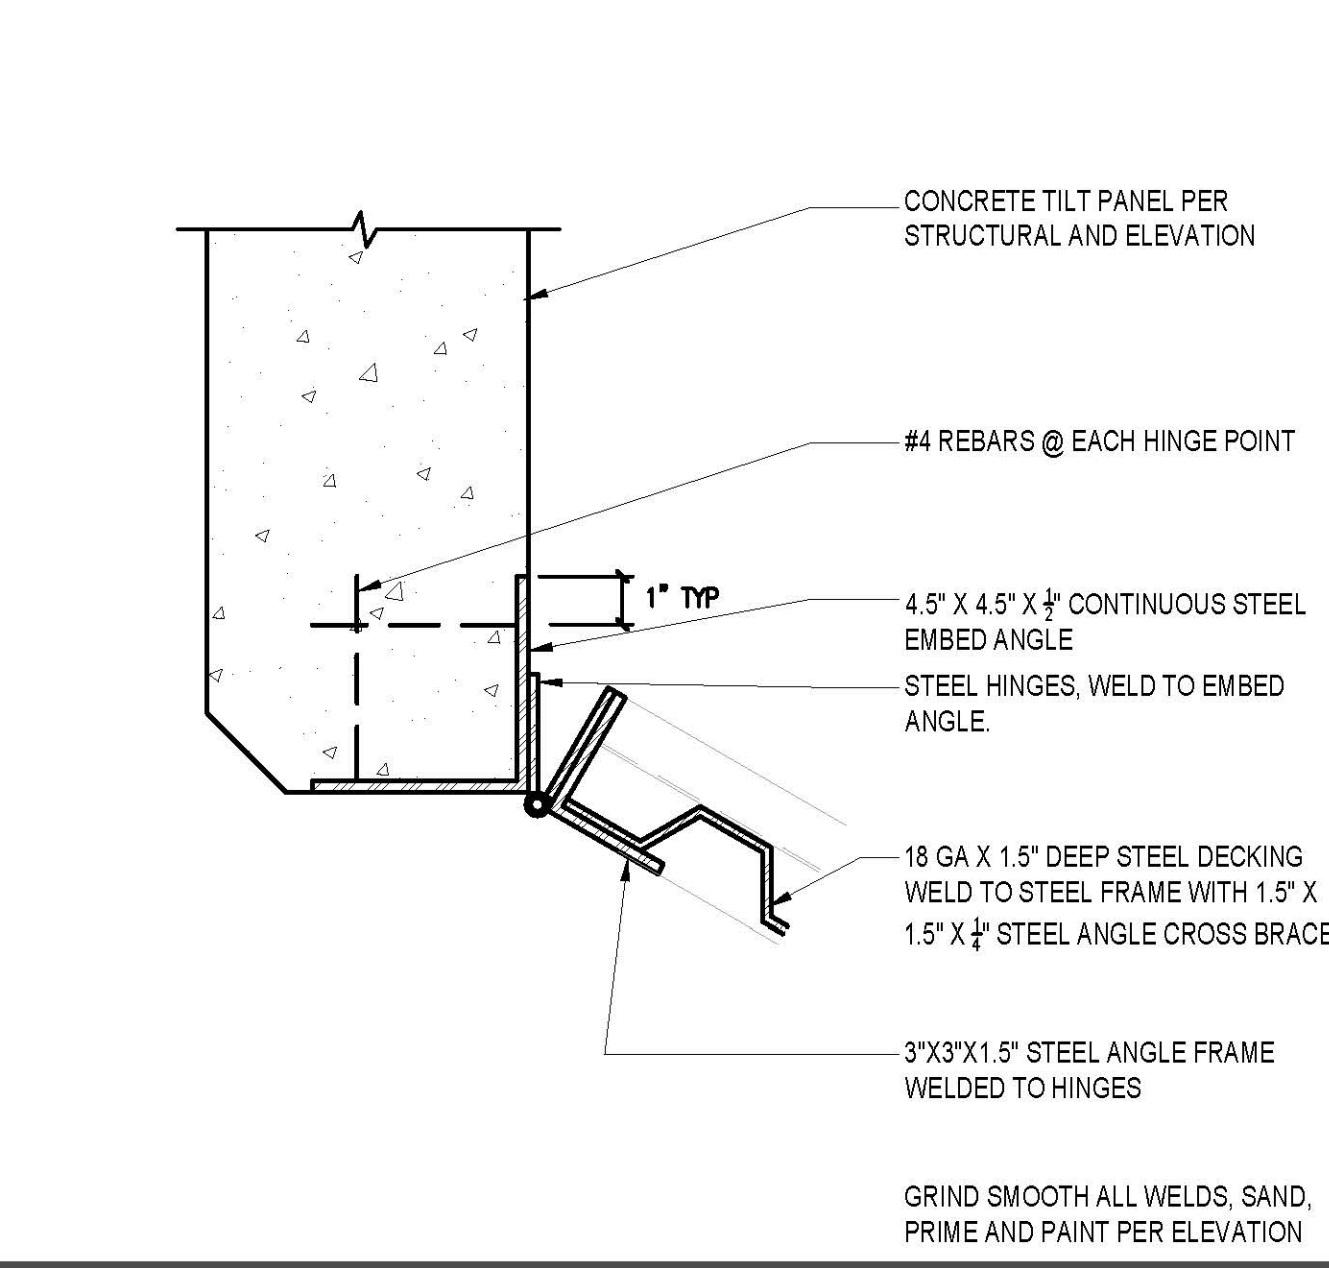 CONCRETE TILT PANEL PER
STRUCTURAL AND ELEVATION
#4 REBARS @ EACH HINGE POINT
1" TYP
4.5" X 4.5" X 1/2" CONTINUOUS STEEL
EMBED ANGLE
STEEL HINGES, WELD TO EMBED
ANGLE.
18 GA X 1.5" DEEP STEEL DECKING
WELD TO STEEL FRAME WITH 1.5" X
1.5" X 1/4" STEEL ANGLE CROSS BRACE
3"X3"X1.5" STEEL ANGLE FRAME
WELDED TO HINGES
GRIND SMOOTH ALL WELDS, SAND,
PRIME AND PAINT PER ELEVATION